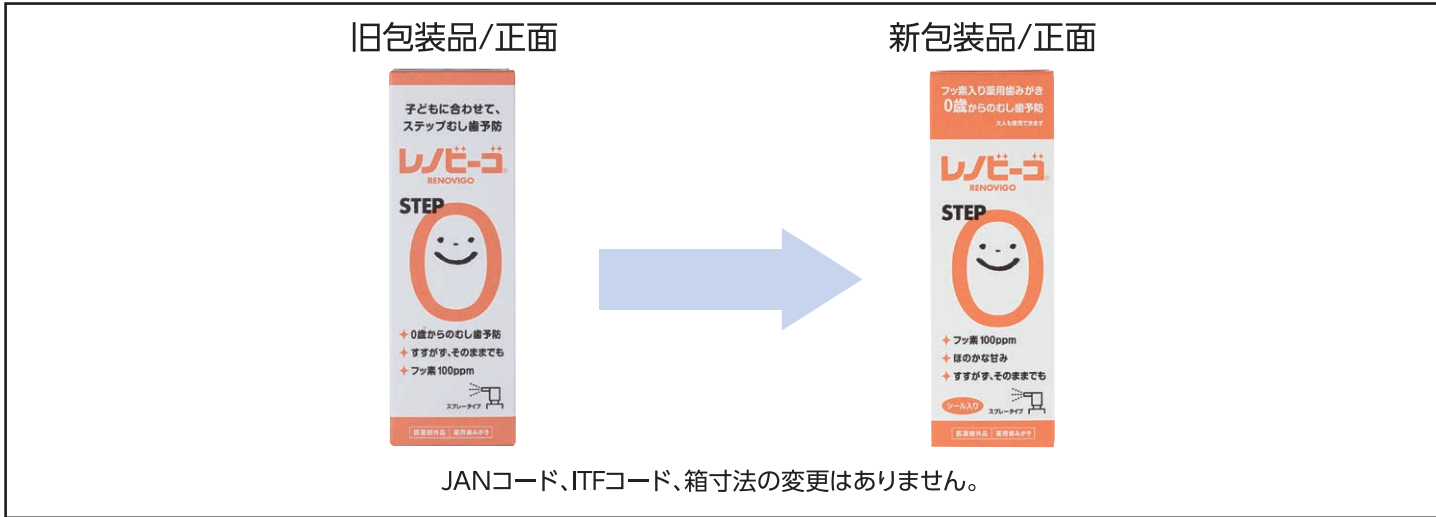 旧包装品/正面
子どもに合わせて、
ステップむし歯予防
レノビーゴ®
RENOVIGO
STEP
0
0歳からのむし歯予防
すすがず、そのままでも
フッ素100ppm
スプレータイプ
医薬部外品 薬用歯みがき
新包装品/正面
フッ素入り薬用歯みがき
0歳からのむし歯予防
大人も使用できます
レノビーゴ®
RENOVIGO
STEP
0
フッ素100ppm
ほのかな甘み
すすがず、そのままでも
シール入り
スプレータイプ
医薬部外品 薬用歯みがき
JANコード、ITFコード、箱寸法の変更はありません。